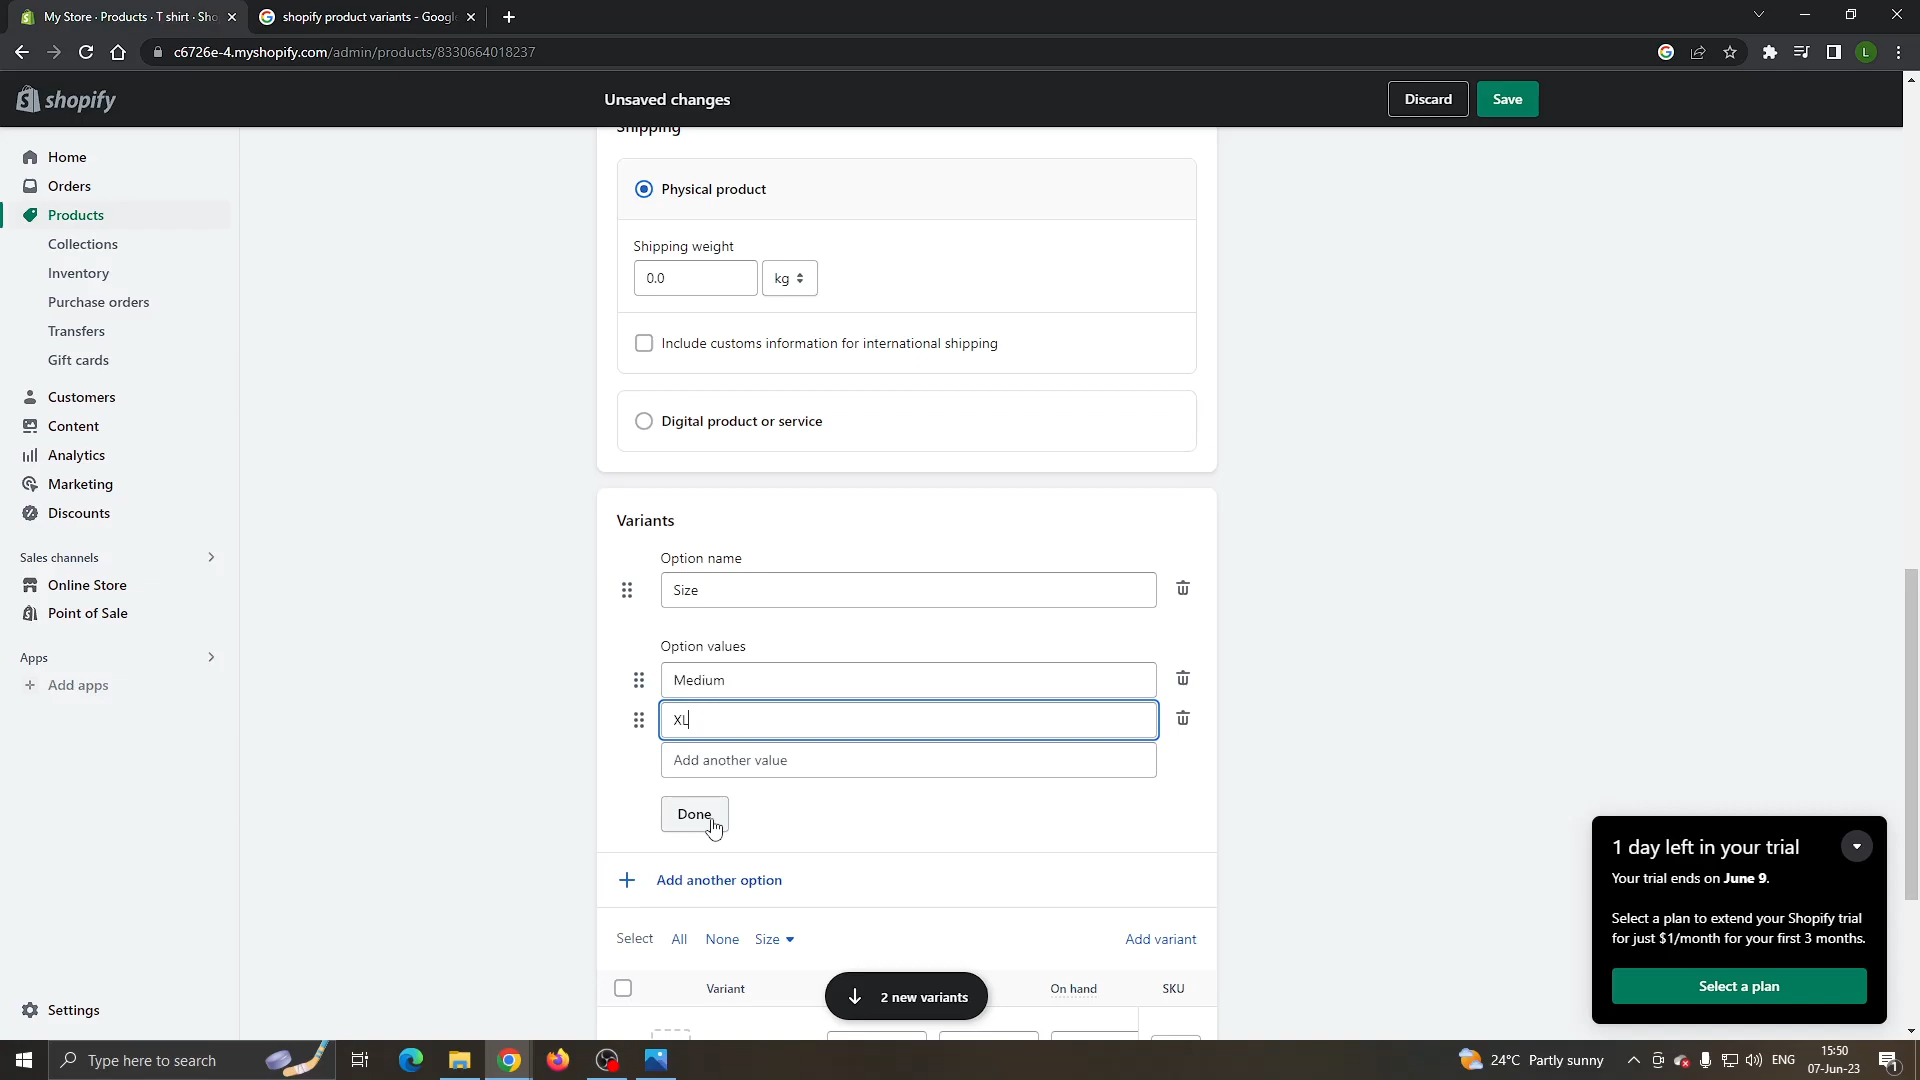 My Store · Products · T shirt · Sho
shopify product variants - Google
c6726e-4.myshopify.com/admin/products/8330664018237
L
shopify
Unsaved changes
Discard
Save
Shipping
Home
Orders
Products
Collections
Inventory
Purchase orders
Transfers
Gift cards
Customers
Content
Analytics
Marketing
Discounts
Sales channels
Online Store
Point of Sale
Apps
Add apps
Settings
Physical product
Shipping weight
0.0
kg
Include customs information for international shipping
Digital product or service
Variants
Option name
Size
Option values
Medium
XL
Add another value
Done
Add another option
Select All None Size
Add variant
Variant
On hand
SKU
2 new variants
1 day left in your trial
Your trial ends on June 9.
Select a plan to extend your Shopify trial
for just $1/month for your first 3 months.
Select a plan
Type here to search
24°C Partly sunny
ENG
15:50
07-Jun-23
1